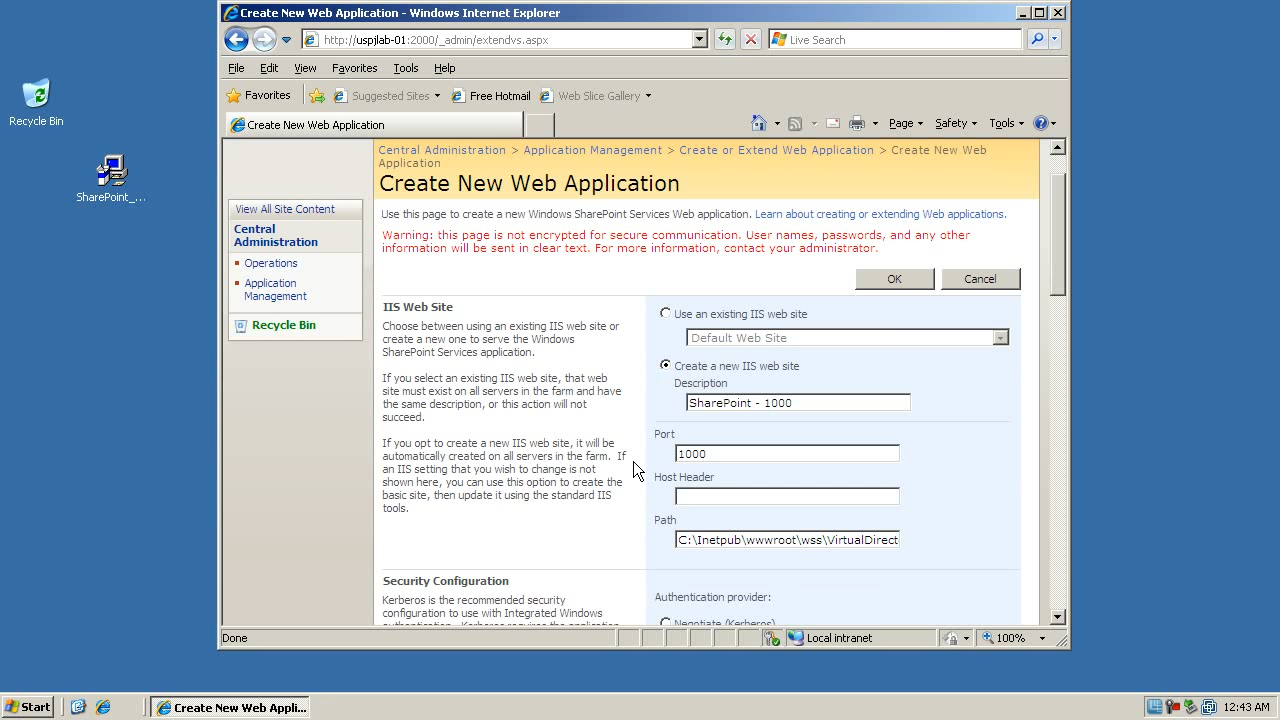 Create New Web Application - Windows Internet Explorer
http://uspjlab-01:2000/_admin/extendvs.aspx
Live Search
File Edit View Favorites Tools Help
Favorites Suggested Sites Free Hotmail Web Slice Gallery
Create New Web Application
Page Safety Tools
Recycle Bin
SharePoint_...
Central Administration > Application Management > Create or Extend Web Application > Create New Web
Application
Create New Web Application
View All Site Content
Central
Administration
Operations
Application
Management
Recycle Bin
Use this page to create a new Windows SharePoint Services Web application. Learn about creating or extending Web applications.
Warning: this page is not encrypted for secure communication. User names, passwords, and any other
information will be sent in clear text. For more information, contact your administrator.
OK Cancel
IIS Web Site
Choose between using an existing IIS web site or
create a new one to serve the Windows
SharePoint Services application.
If you select an existing IIS web site, that web
site must exist on all servers in the farm and have
the same description, or this action will not
succeed.
If you opt to create a new IIS web site, it will be
automatically created on all servers in the farm. If
an IIS setting that you wish to change is not
shown here, you can use this option to create the
basic site, then update it using the standard IIS
tools.
Use an existing IIS web site
Default Web Site
Create a new IIS web site
Description
SharePoint - 1000
Port
1000
Host Header
Path
C:\Inetpub\wwwroot\wss\VirtualDirect
Security Configuration
Kerberos is the recommended security
configuration to use with Integrated Windows
authentication. Kerberos requires the application
Authentication provider:
Negotiate (Kerberos)
Done
Local intranet
100%
Start
Create New Web Appli...
12:43 AM